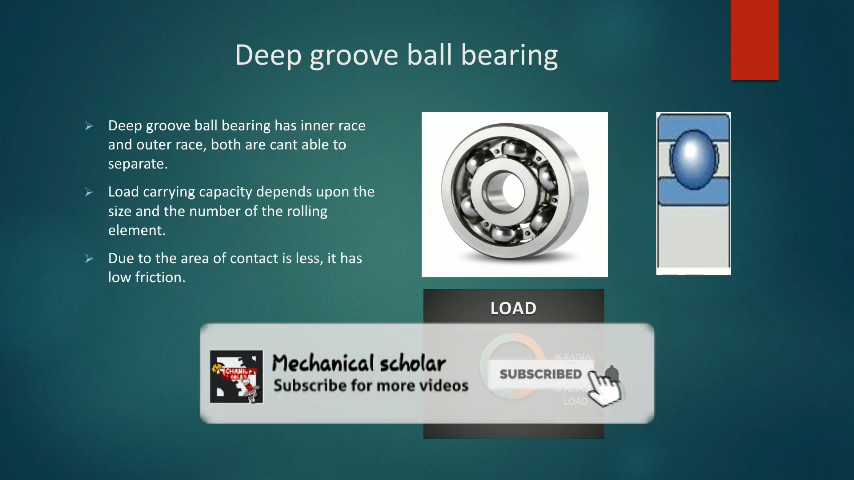 Deep groove ball bearing
Deep groove ball bearing has inner race
and outer race, both are cant able to
separate.
Load carrying capacity depends upon the
size and the number of the rolling
element.
Due to the area of contact is less, it has
low friction.
LOAD
RADIAL
LOAD
Mechanical scholar
Subscribe for more videos
SUBSCRIBED